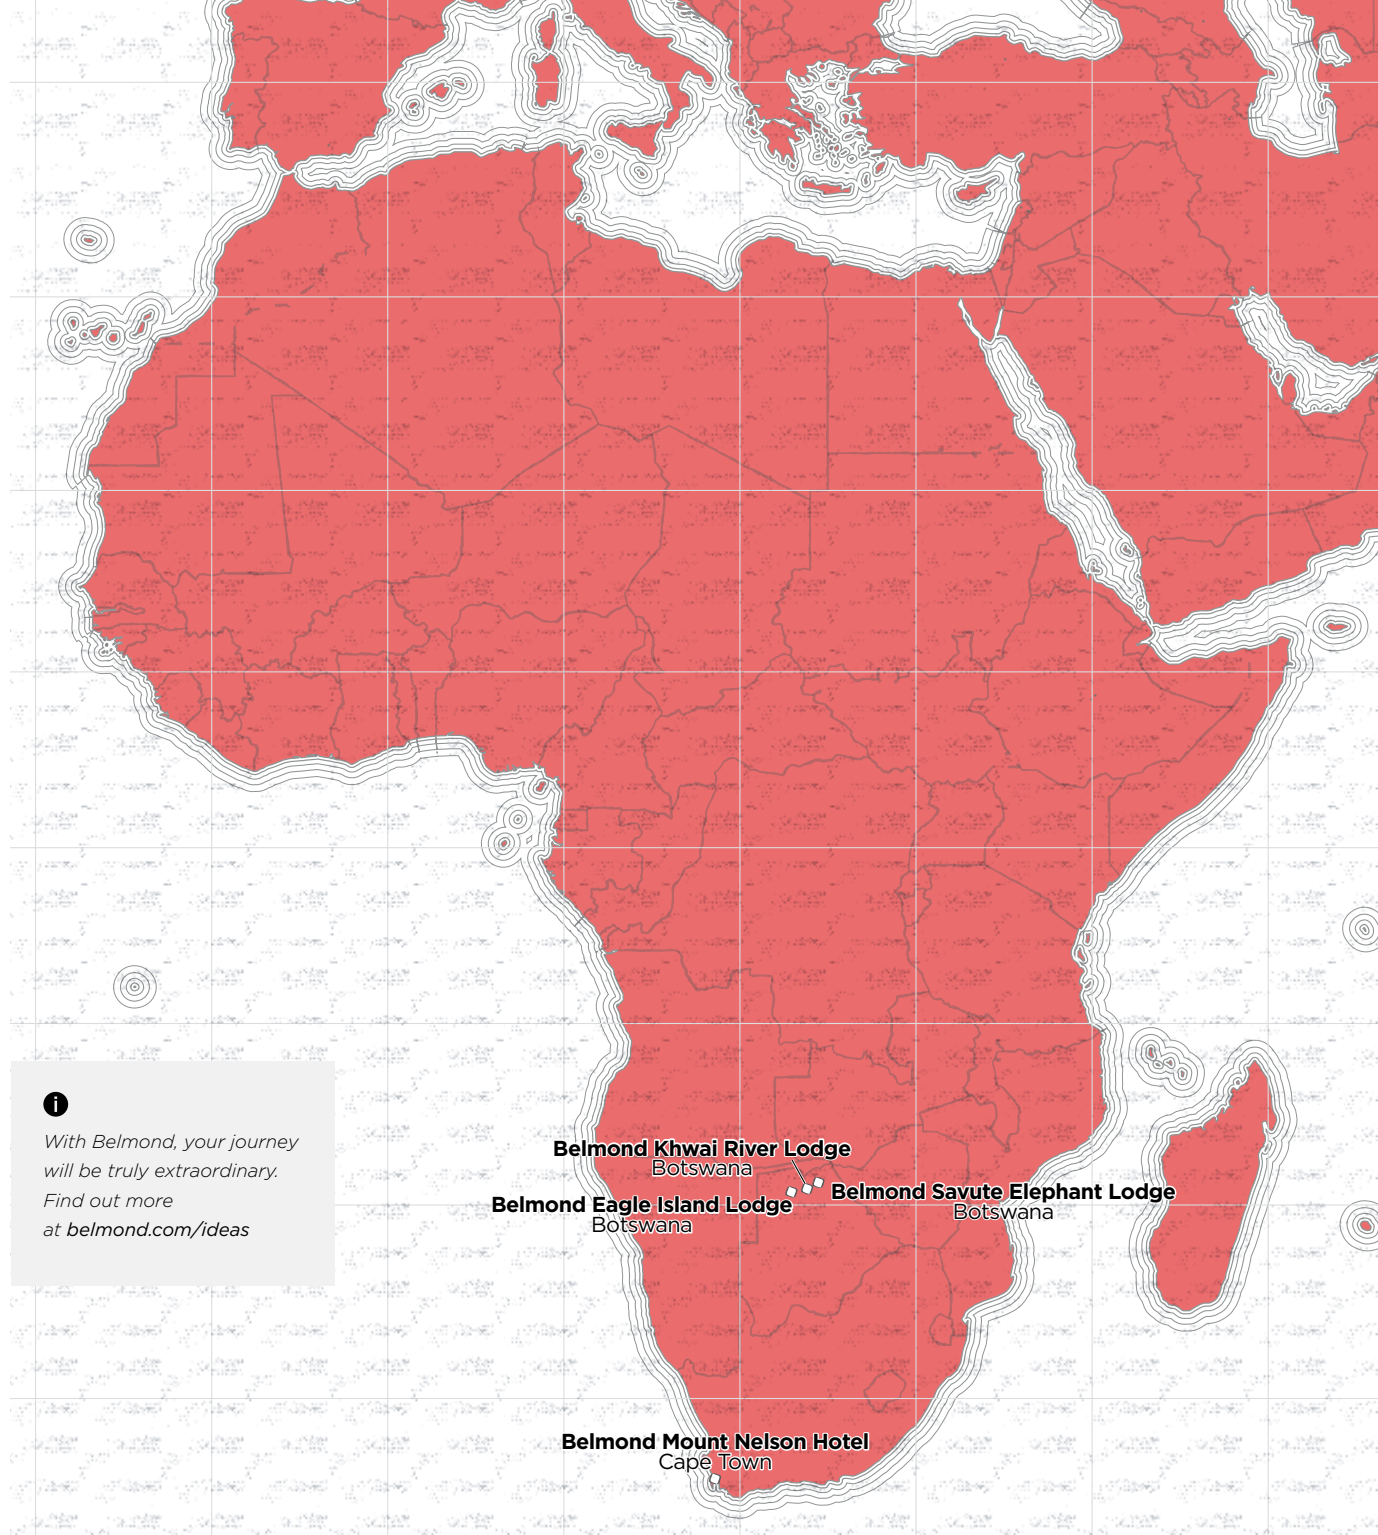 With Belmond, your journey
will be truly extraordinary.
Find out more
at belmond.com/ideas
Belmond Khwai River Lodge
Botswana
Belmond Savute Elephant Lodge
Botswana
Belmond Eagle Island Lodge
Botswana
Belmond Mount Nelson Hotel
Cape Town